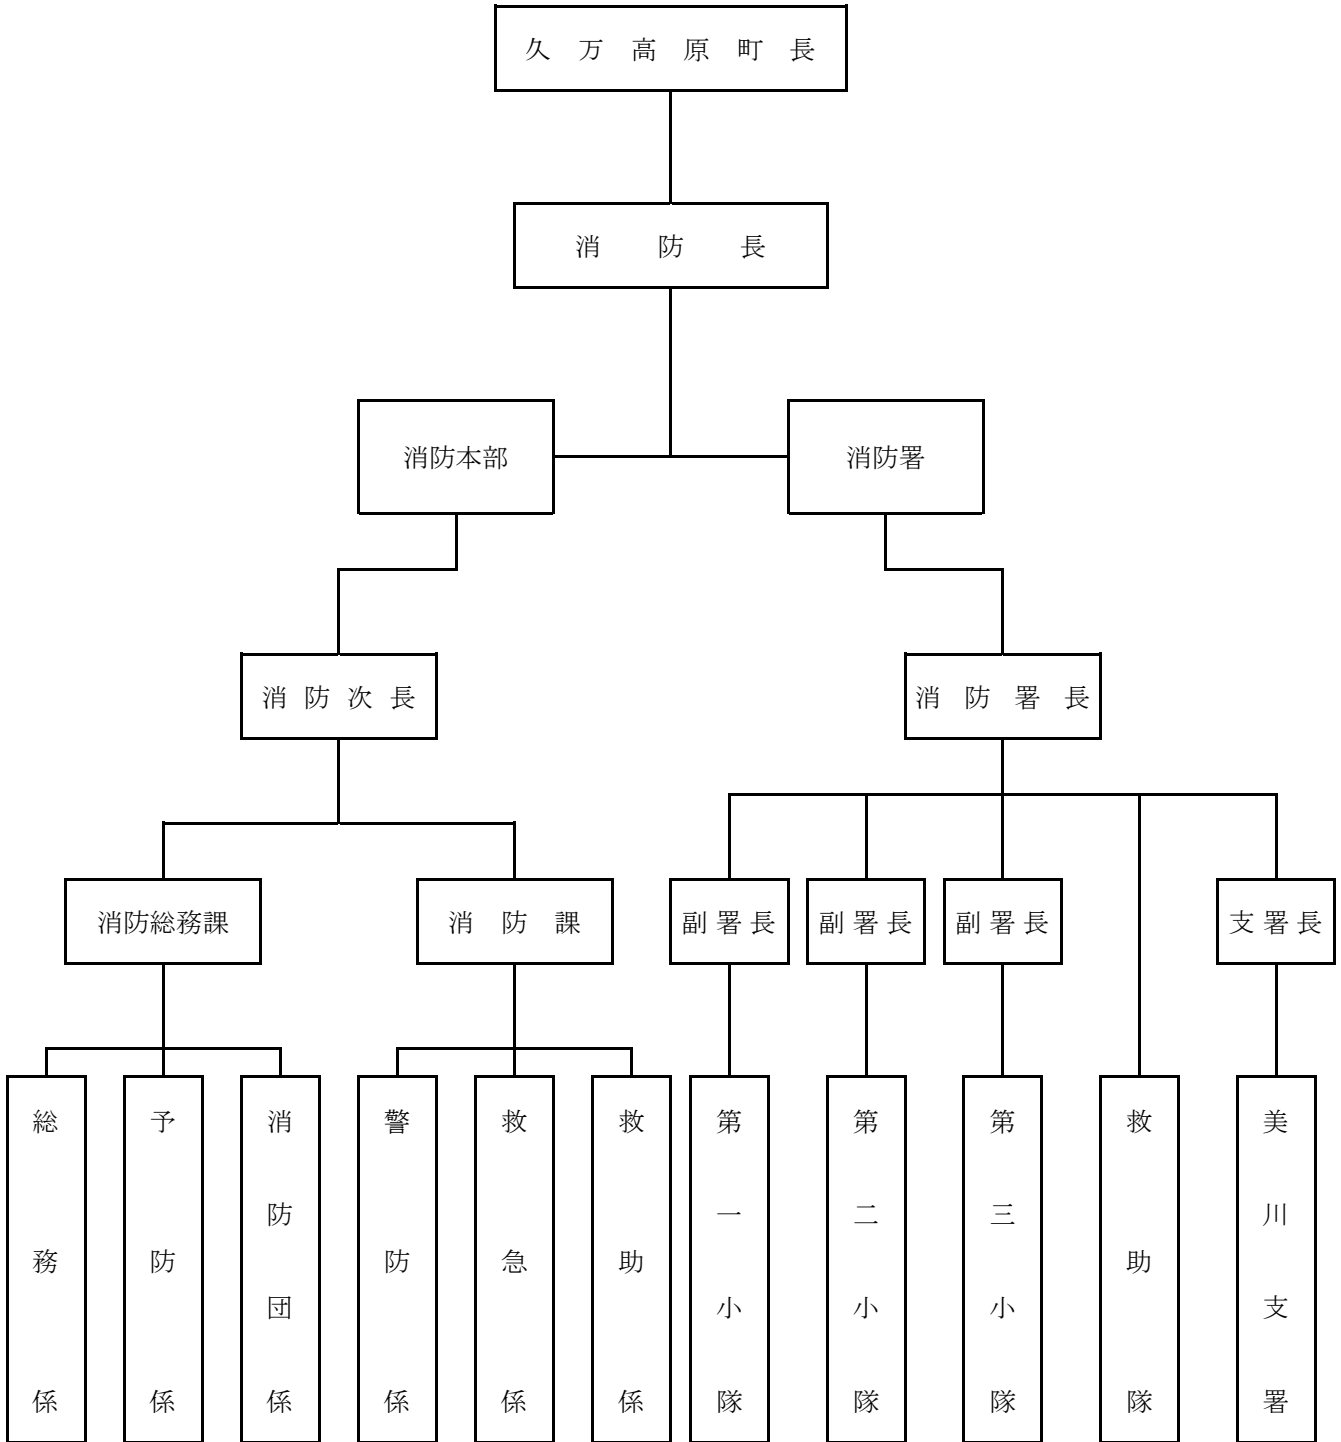 久万高原町長
消防長
消防本部
消防署
消防次長
消防署長
消防総務課
消防課
副署長
副署長
副署長
支署長
総務係
予防係
消防団係
警防係
救急係
救助係
第一小隊
第二小隊
第三小隊
救助隊
美川支署